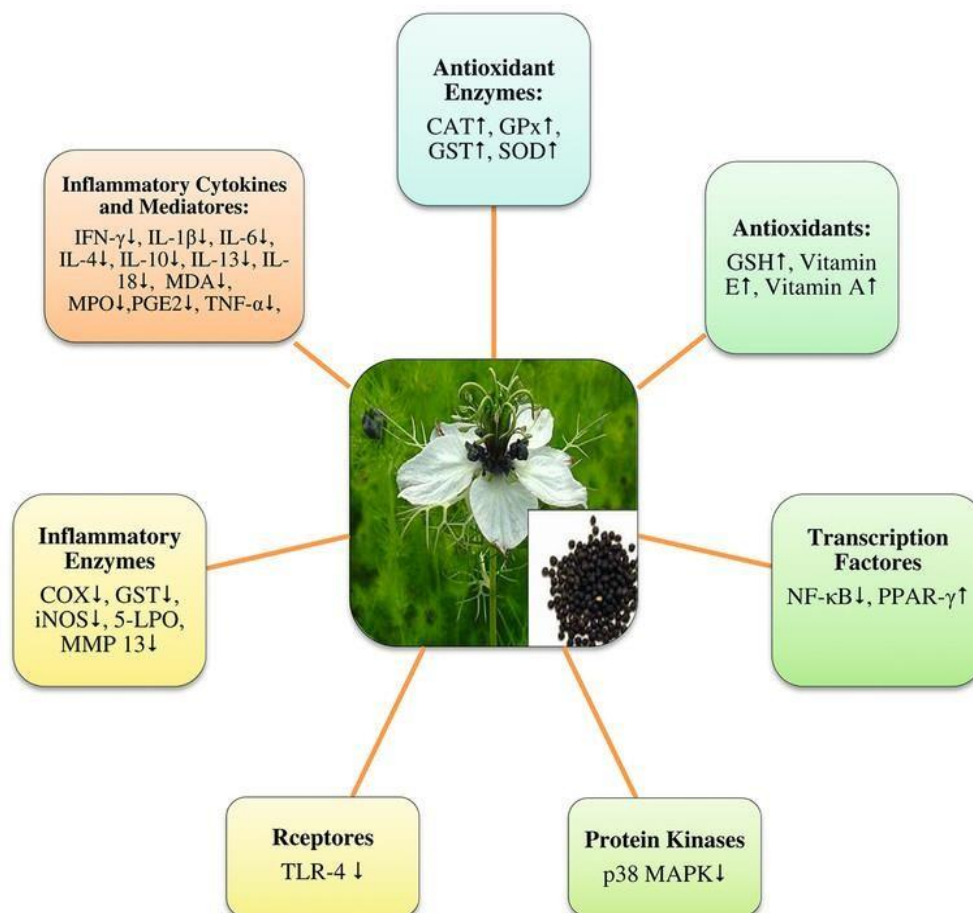 Antioxidant
Enzymes:
CAT↑, GPx↑,
GST↑, SOD↑
Inflammatory Cytokines
and Mediatores:
IFN-γ↓, IL-1β↓, IL-6↓,
IL-4↓, IL-10↓, IL-13↓, IL-
18↓, MDA↓,
MPO↓,PGE2↓, TNF-α↓,
Antioxidants:
GSH↑, Vitamin
E↑, Vitamin A↑
Inflammatory
Enzymes
COX↓, GST↓,
iNOS↓, 5-LPO,
MMP 13↓
Transcription
Factores
NF-κB↓, PPAR-γ↑
Rceptores
TLR-4 ↓
Protein Kinases
p38 MAPK↓